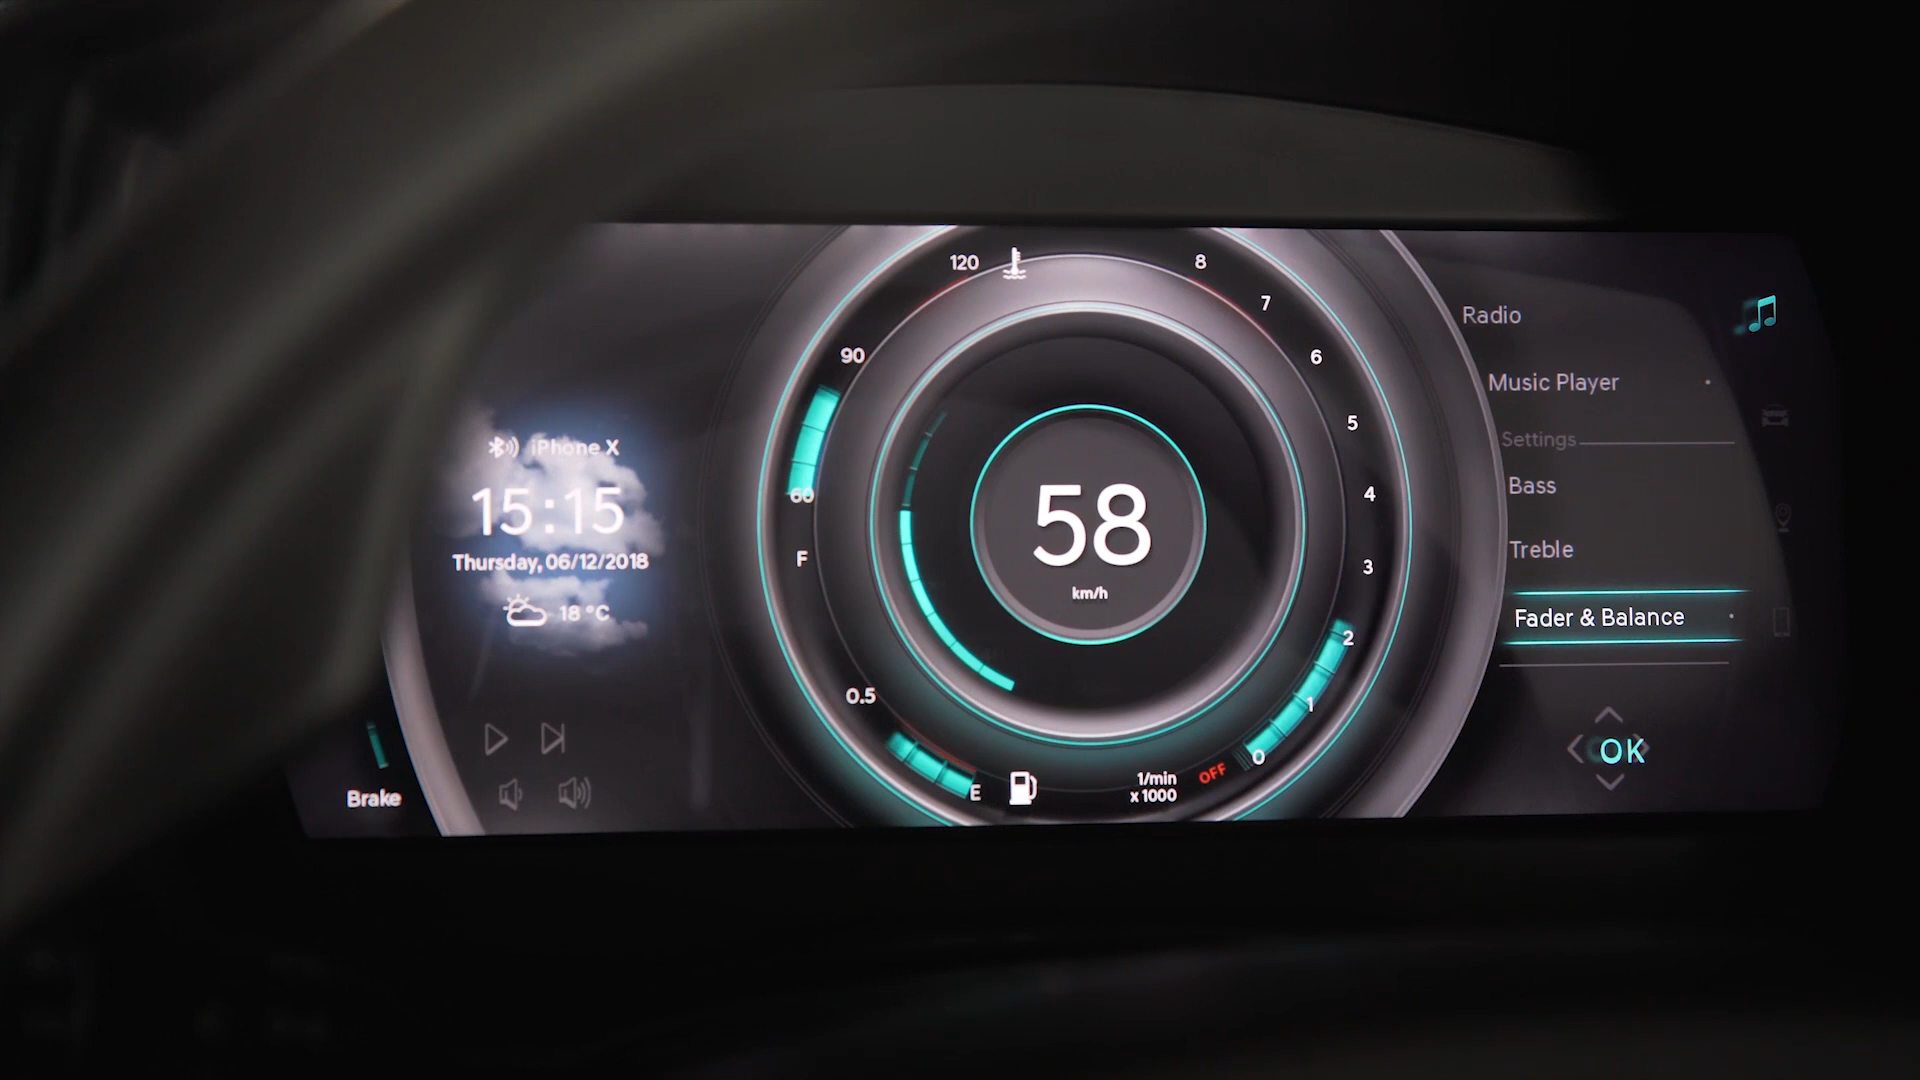 iPhone X
15:15
Thursday, 06/12/2018
18 °C
Brake
120
90
60
F
0.5
E
58
km/h
8
7
6
5
4
3
2
1
0
OFF
1/min
x 1000
Radio
Music Player
Settings
Bass
Treble
Fader & Balance
OK